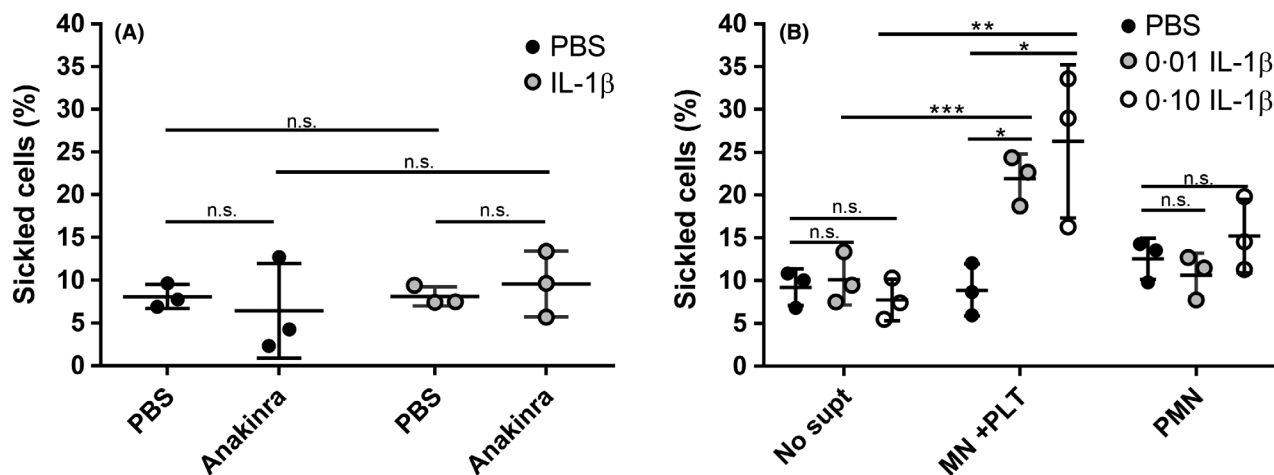 (A)
PBS
IL-1β
Sickled cells (%)
40
35
30
25
20
15
10
5
0
n.s.
n.s.
n.s.
n.s.
PBS
Anakinra
PBS
Anakinra
(B)
PBS
0·01 IL-1β
0·10 IL-1β
Sickled cells (%)
40
35
30
25
20
15
10
5
0
**
*
***
*
n.s.
n.s.
n.s.
n.s.
No supt
MN +PLT
PMN